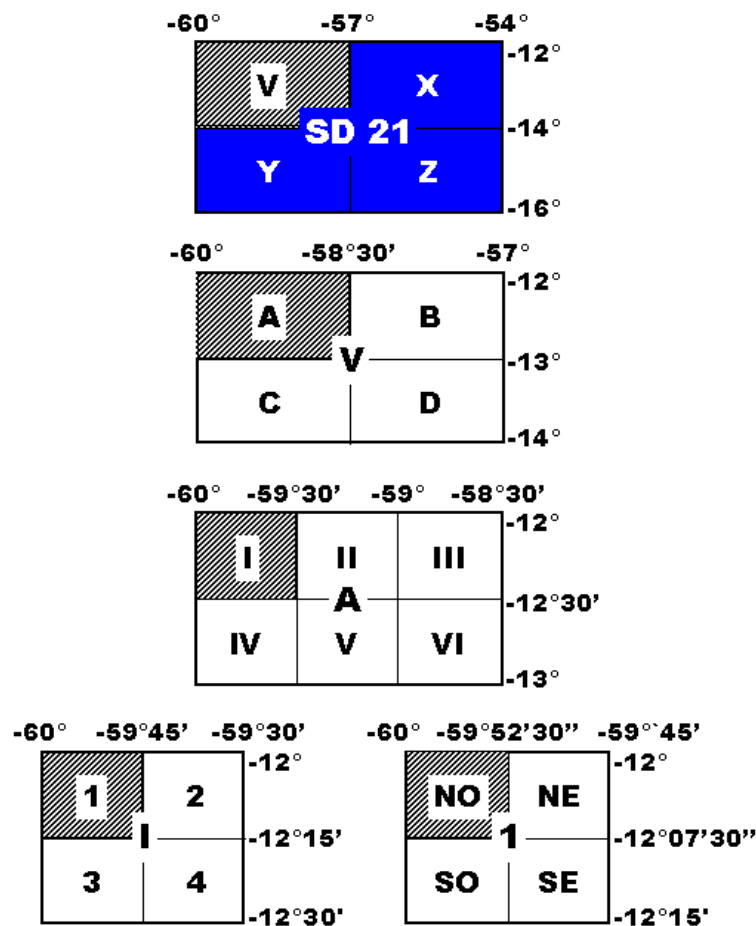 -60° -57° -54°
-12°
V X
SD 21
-14°
Y Z
-16°
-60° -58°30’ -57°
-12°
A B
V
-13°
C D
-14°
-60° -59°30’ -59° -58°30’
-12°
I II III
A
-12°30’
IV V VI
-13°
-60° -59°45’ -59°30’
-12°
1 2
I
-12°15’
3 4
-12°30'
-60° -59°52’30’’ -59°`45’
-12°
NO NE
1
-12°07’30’’
SO SE
-12°15’